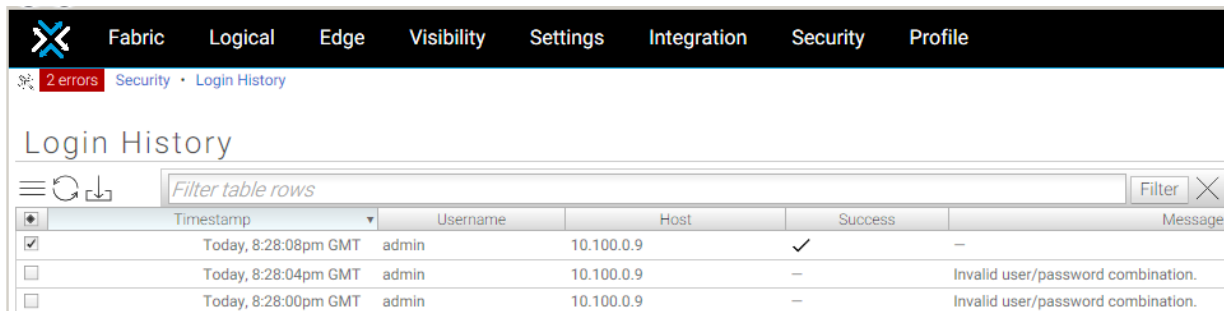 Fabric Logical Edge Visibility Settings Integration Security Profile
2 errors Security • Login History
Login History
Filter table rows Filter
Timestamp Username Host Success Message
Today, 8:28:08pm GMT admin 10.100.0.9 ✓ –
Today, 8:28:04pm GMT admin 10.100.0.9 – Invalid user/password combination.
Today, 8:28:00pm GMT admin 10.100.0.9 – Invalid user/password combination.